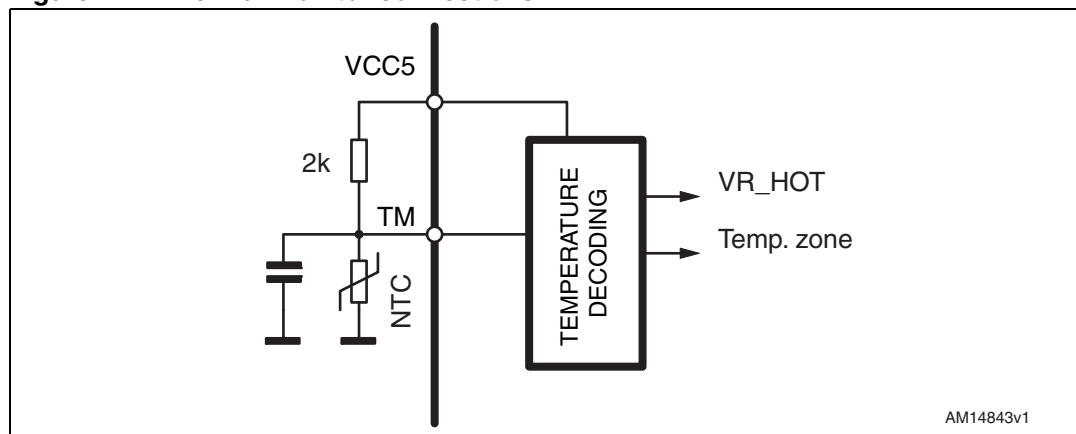 VCC5
2k
TM
NTC
TEMPERATURE
DECODING
VR_HOT
Temp. zone
AM14843v1